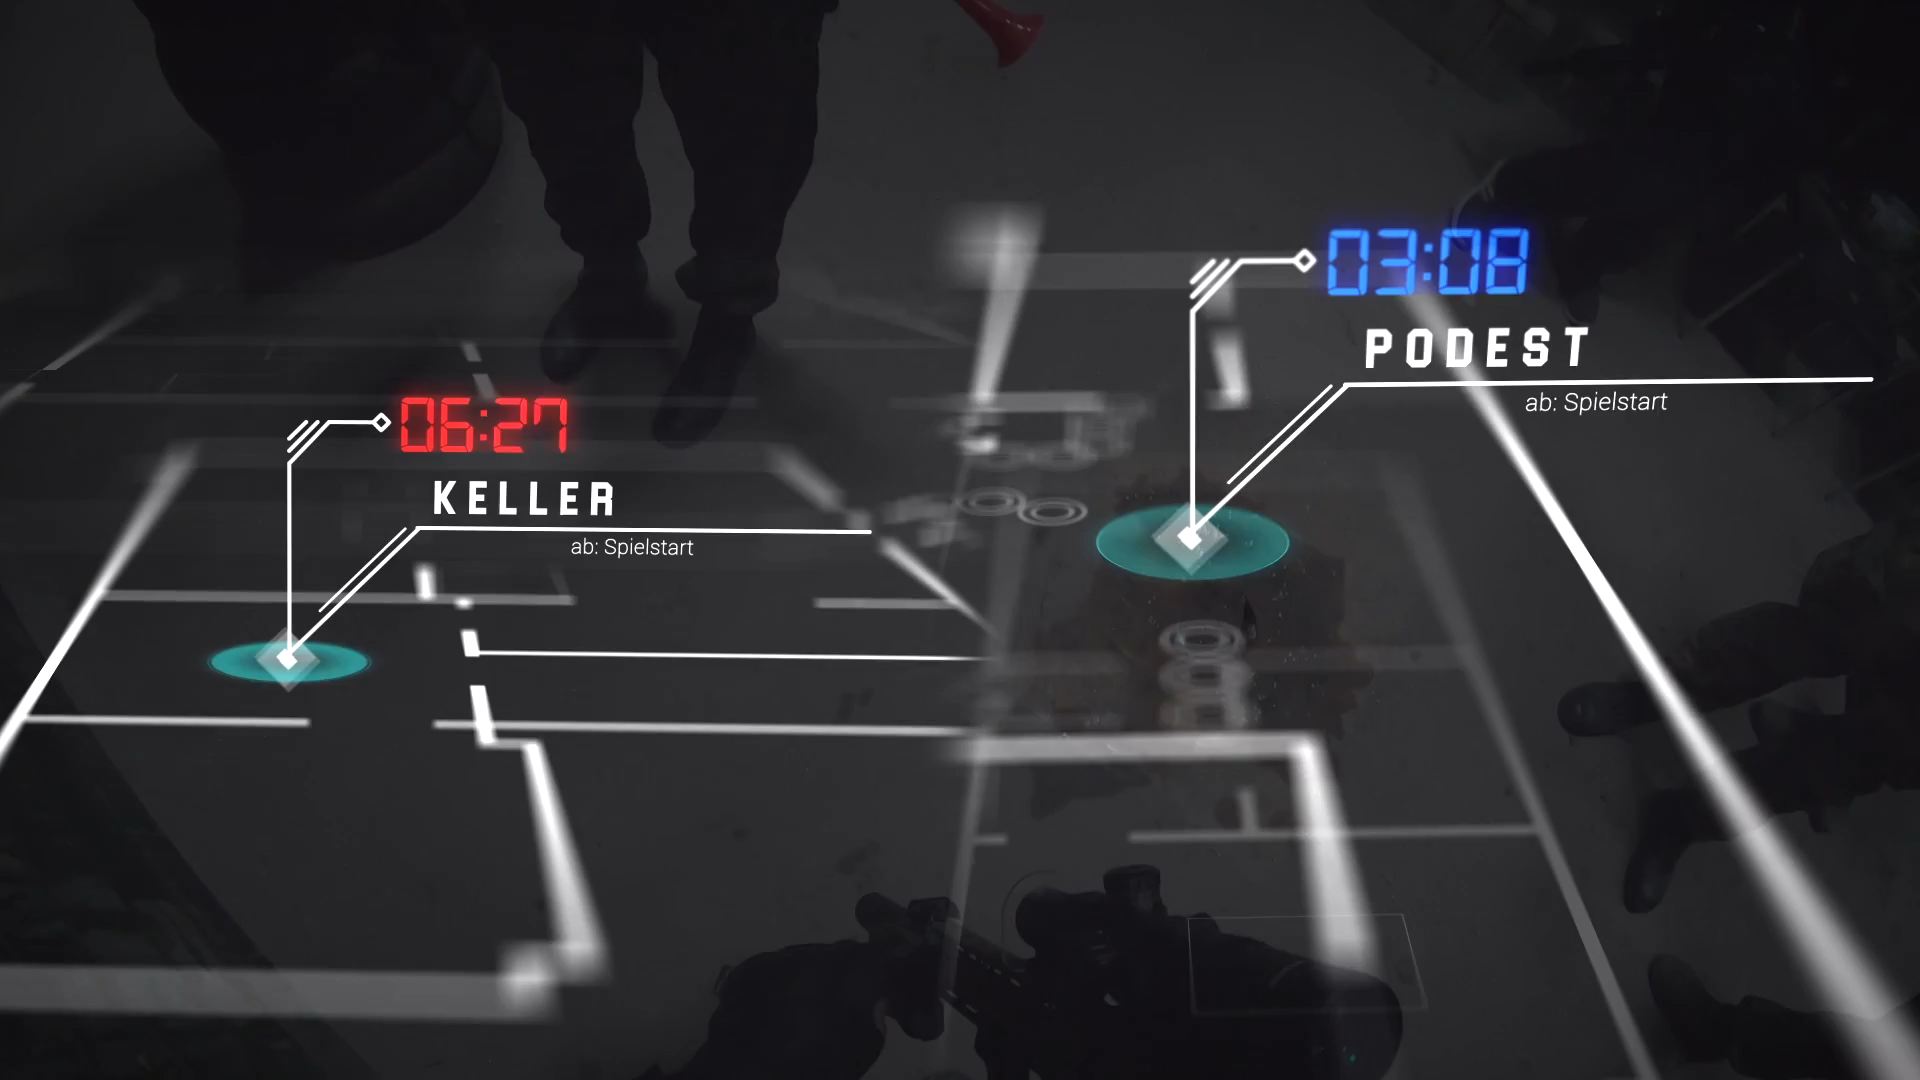 03:08
PODEST
ab: Spielstart
06:27
KELLER
ab: Spielstart